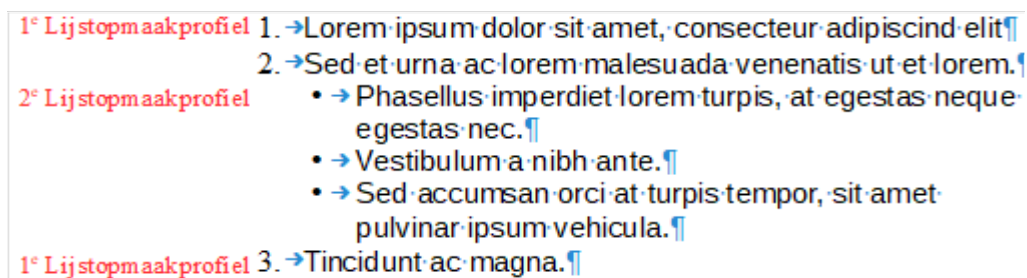 1e Lijstopmaakprofiel 1. →Lorem·ipsum·dolor·sit·amet,·consecteur·adipiscind·elit¶
2. →Sed·et·urna·ac·lorem·malesuada·venenatis·ut·et·lorem.¶
2e Lijstopmaakprofiel • → Phasellus·imperdiet·lorem·turpis,·at·egestas·neque·
egestas·nec.¶
• → Vestibulum·a·nibh·ante.¶
• → Sed·accumsan·orci·at·turpis·tempor,·sit·amet·
pulvinar·ipsum·vehicula.¶
1e Lijstopmaakprofiel 3. →Tincidunt·ac·magna.¶